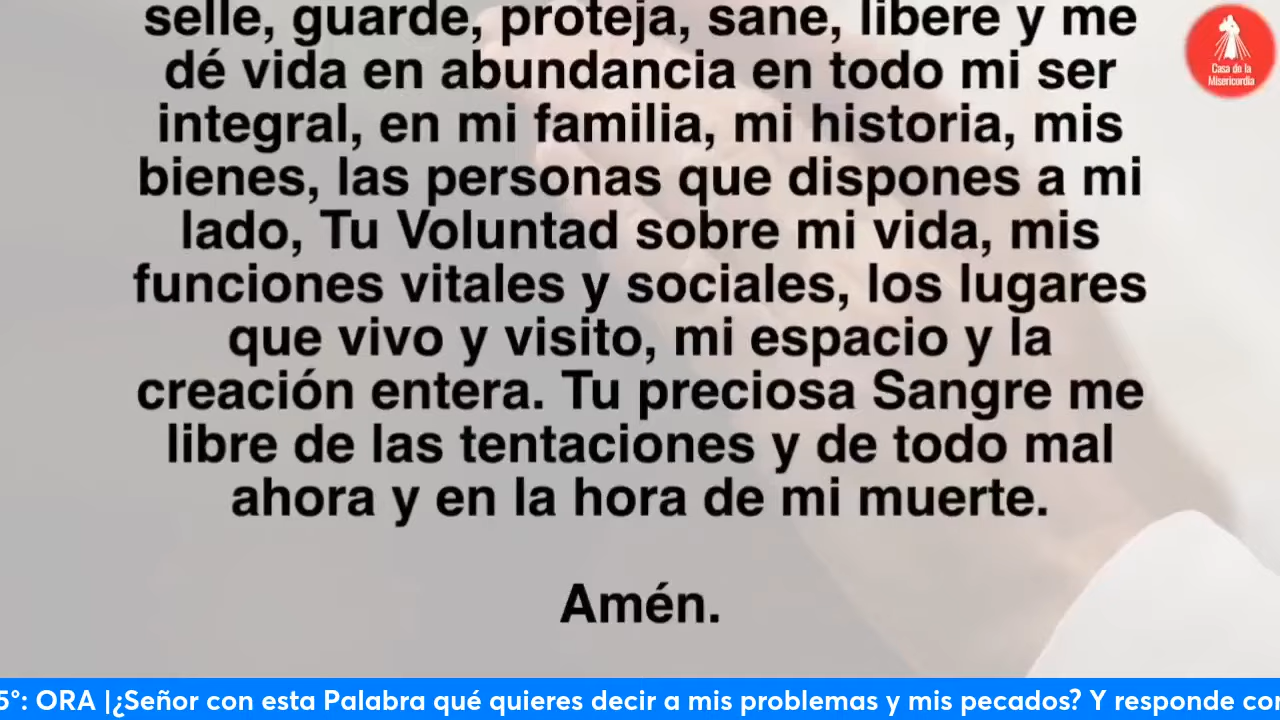 selle, guarde, proteja, sane, libere y me
dé vida en abundancia en todo mi ser
integral, en mi familia, mi historia, mis
bienes, las personas que dispones a mi
lado, Tu Voluntad sobre mi vida, mis
funciones vitales y sociales, los lugares
que vivo y visito, mi espacio y la
creación entera. Tu preciosa Sangre me
libre de las tentaciones y de todo mal
ahora y en la hora de mi muerte.
Amén.
Casa de la
Misericordia
5°: ORA |¿Señor con esta Palabra qué quieres decir a mis problemas y mis pecados? Y responde con